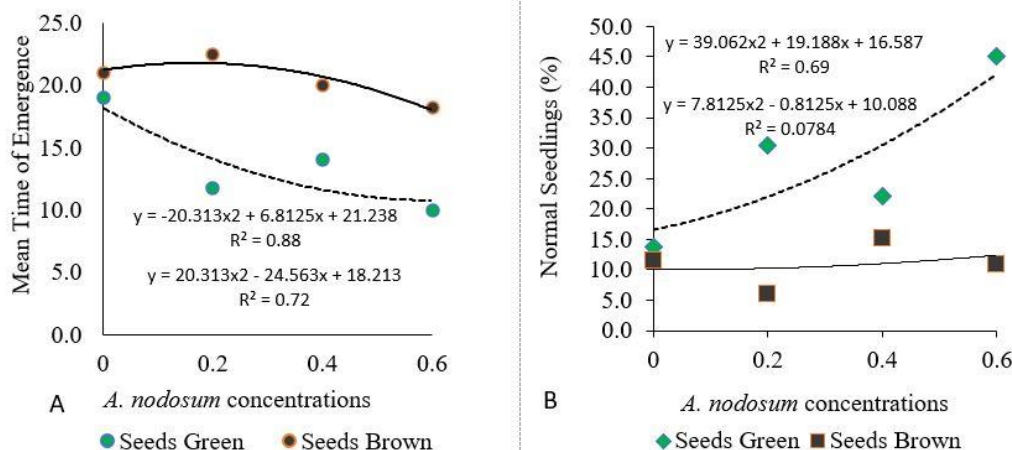 Mean Time of Emergence
25.0
20.0
15.0
10.0
5.0
0.0
y = -20.313x2 + 6.8125x + 21.238
R² = 0.88
y = 20.313x2 - 24.563x + 18.213
R² = 0.72
0 0.2 0.4 0.6
A A. nodosum concentrations
Seeds Green Seeds Brown
Normal Seedlings (%)
50.0
45.0
40.0
35.0
30.0
25.0
20.0
15.0
10.0
5.0
0.0
y = 39.062x2 + 19.188x + 16.587
R² = 0.69
y = 7.8125x2 - 0.8125x + 10.088
R² = 0.0784
0 0.2 0.4 0.6
B A. nodosum concentrations
Seeds Green Seeds Brown